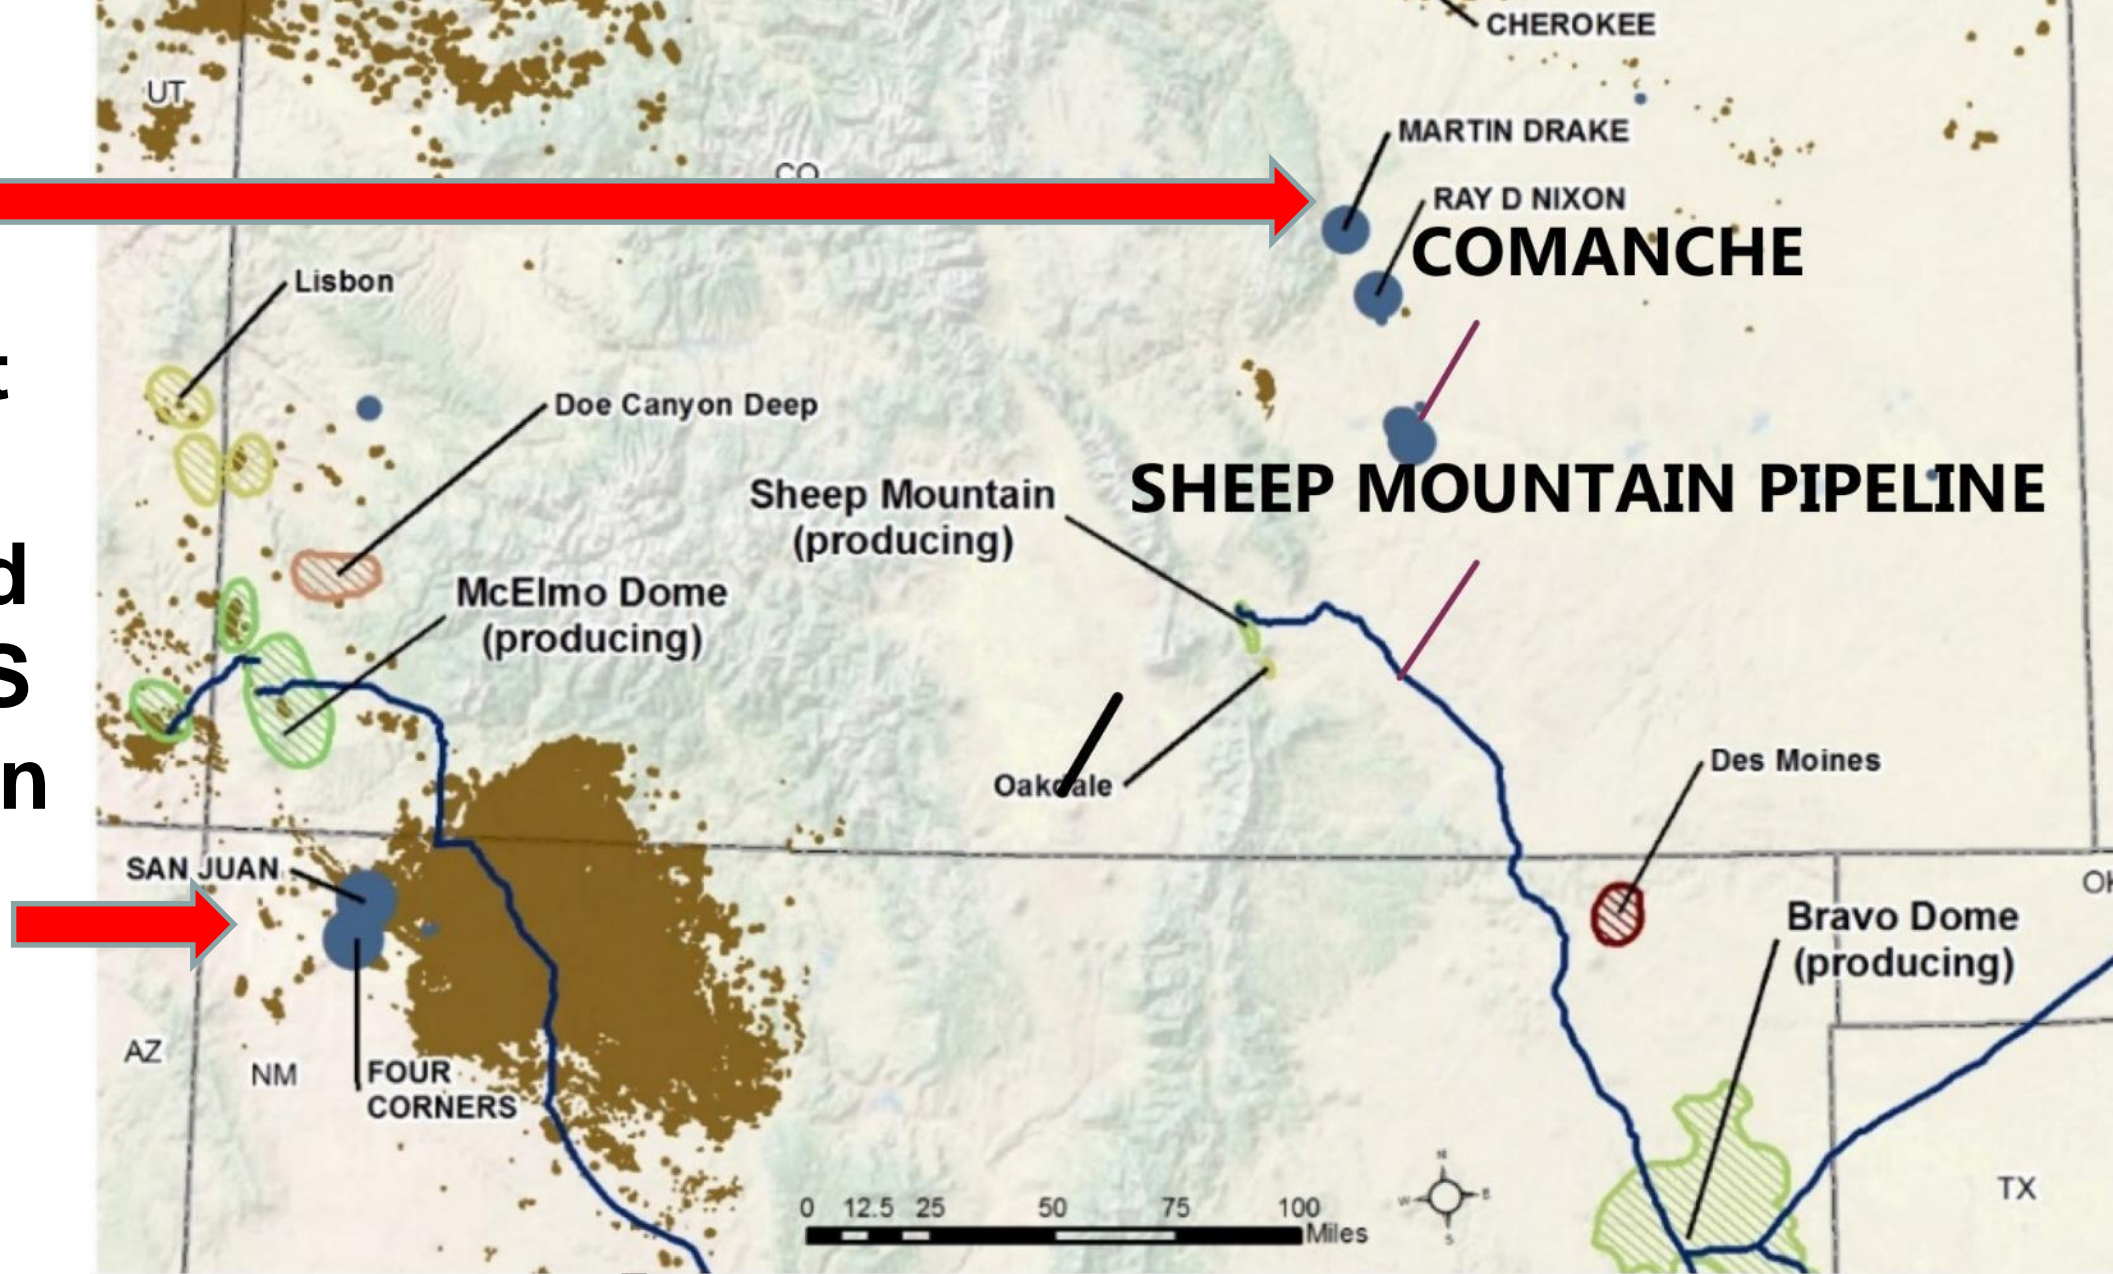 CHEROKEE
UT
MARTIN DRAKE
CO
RAY D NIXON
COMANCHE
Lisbon
t
Doe Canyon Deep
Sheep Mountain
(producing)
SHEEP MOUNTAIN PIPELINE
d
McElmo Dome
(producing)
S
Oakdale
n
Des Moines
SAN JUAN
OK
Bravo Dome
(producing)
AZ
NM
FOUR
CORNERS
N
W E
S
TX
0 12.5 25 50 75 100
Miles